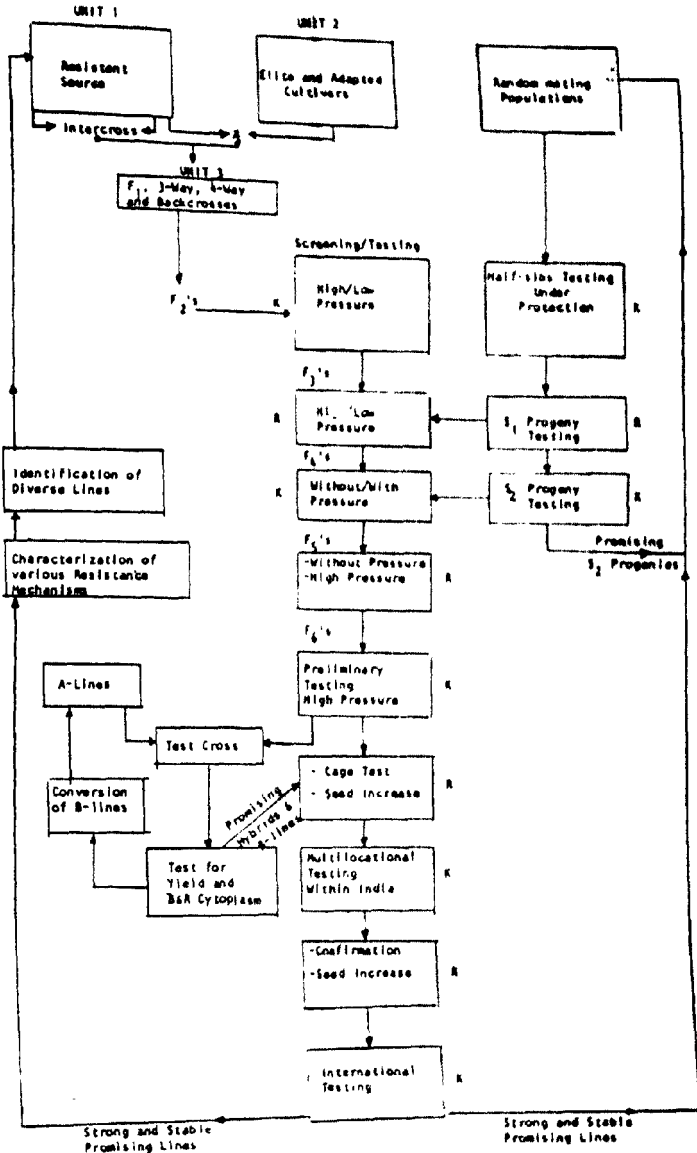 UNIT 1
UNIT 2
Resistent
Source
Elite and Adapted
Cultivers
Random mating
Populations
Intercross
UNIT 3
F1, 3-Way, 4-Way
and Backcrosses
Screening/Testing
High/Low
Pressure
Half-sibs Testing
Under
Protection
R
F2's
K
F3's
R
Low
Pressure
S1 Progeny
Testing
R
Identification of
Diverse Lines
F4's
K
Without/With
Pressure
S2 Progeny
Testing
K
Promising
S2 Progenies
Characterization of
various Resistance
Mechanisms
F5's
-Without Pressure
-High Pressure
R
F6's
Preliminary
Testing
High Pressure
K
A-Lines
Test Cross
Conversion
of B-lines
Promising
Hybrids &
- Cage Test
- Seed Increase
R
Test for
Yield and
B&R Cytoplasm
Multilocational
Testing
Within India
K
-Confirmation
-Seed Increase
R
International
Testing
K
Strong and Stable
Promising Lines
Strong and Stable
Promising Lines